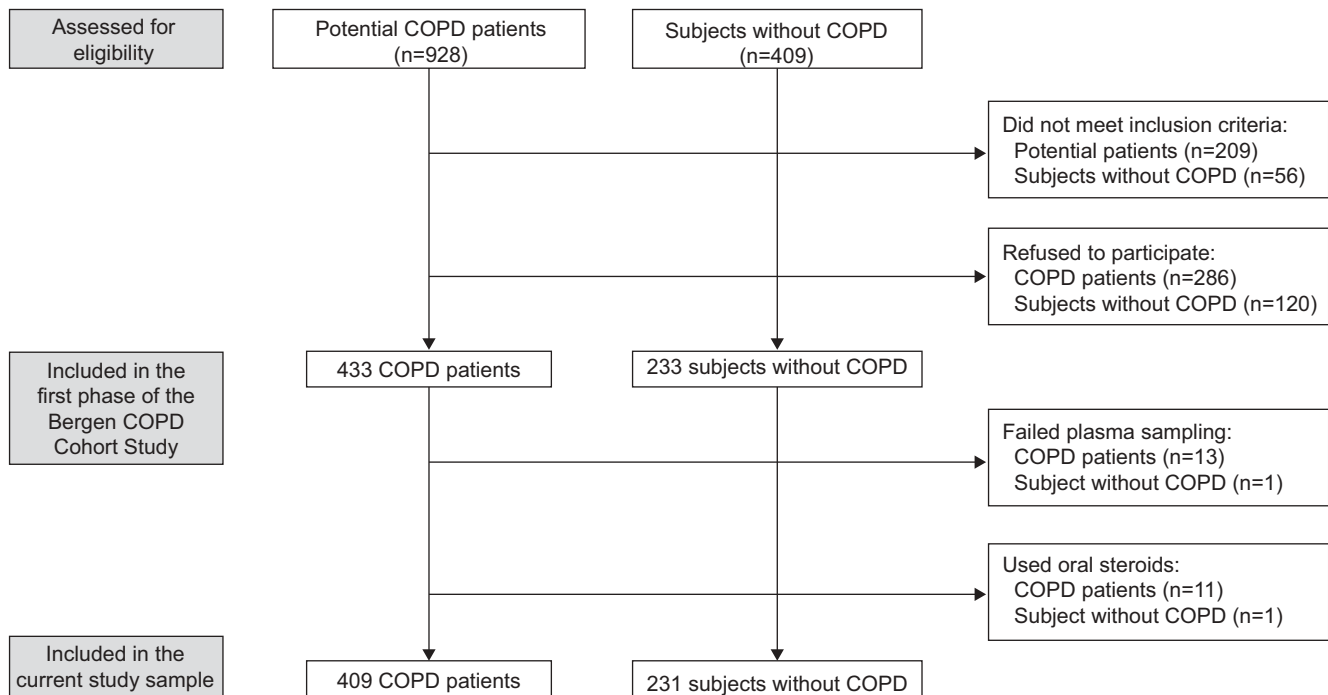 Assessed for
eligibility
Potential COPD patients
(n=928)
Subjects without COPD
(n=409)
Did not meet inclusion criteria:
Potential patients (n=209)
Subjects without COPD (n=56)
Refused to participate:
COPD patients (n=286)
Subjects without COPD (n=120)
Included in the
first phase of the
Bergen COPD
Cohort Study
433 COPD patients
233 subjects without COPD
Failed plasma sampling:
COPD patients (n=13)
Subject without COPD (n=1)
Used oral steroids:
COPD patients (n=11)
Subject without COPD (n=1)
Included in the
current study sample
409 COPD patients
231 subjects without COPD